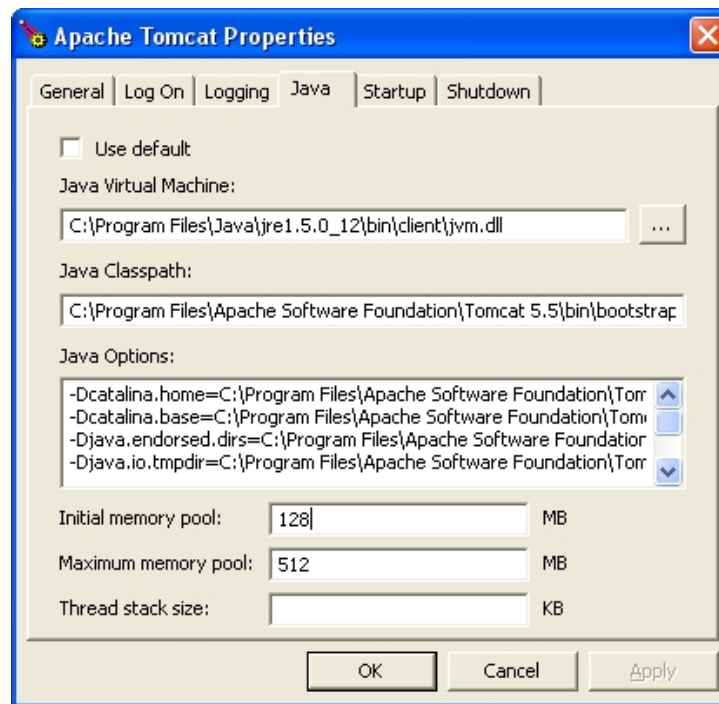 Apache Tomcat Properties
General Log On Logging Java Startup Shutdown
Use default
Java Virtual Machine:
C:\Program Files\Java\jre1.5.0_12\bin\client\jvm.dll ...
Java Classpath:
C:\Program Files\Apache Software Foundation\Tomcat 5.5\bin\bootstrap
Java Options:
-Dcatalina.home=C:\Program Files\Apache Software Foundation\Tom
-Dcatalina.base=C:\Program Files\Apache Software Foundation\Tom
-Djava.endorsed.dirs=C:\Program Files\Apache Software Foundation
-Djava.io.tmpdir=C:\Program Files\Apache Software Foundation\Tom
Initial memory pool: 128 MB
Maximum memory pool: 512 MB
Thread stack size: KB
OK Cancel Apply